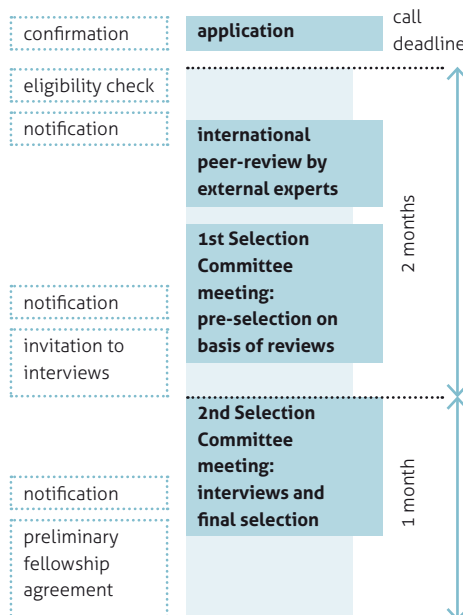 confirmation
application
call
deadline
eligibility check
notification
international
peer-review by
external experts
2 months
1st Selection
Committee
meeting:
pre-selection on
basis of reviews
notification
invitation to
interviews
2nd Selection
Committee
meeting:
interviews and
final selection
1 month
notification
preliminary
fellowship
agreement